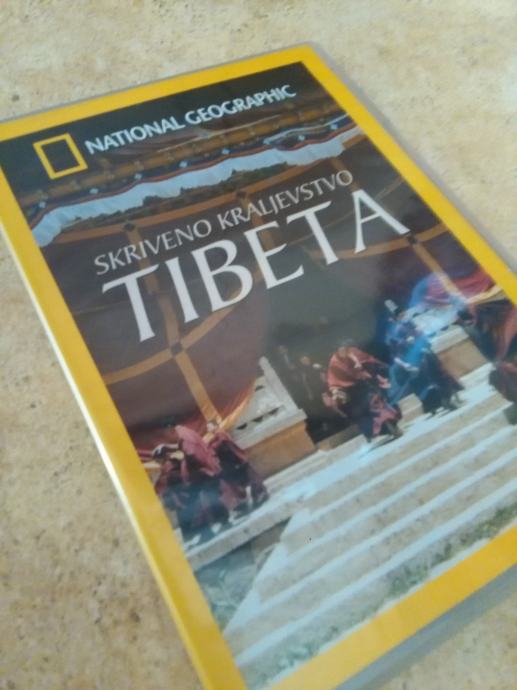 NATIONAL GEOGRAPHIC
SKRIVENO KRALJEVSTVO
TIBETA